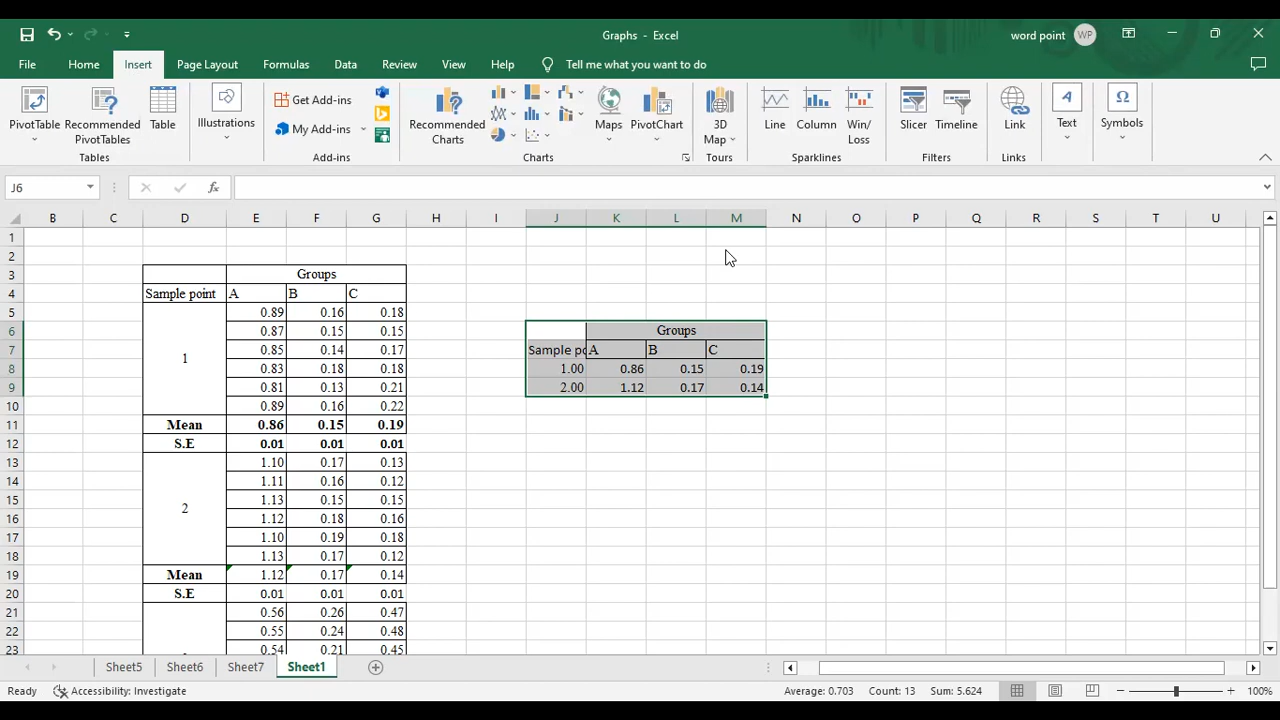 Graphs - Excel
word point WP
File Home Insert Page Layout Formulas Data Review View Help Tell me what you want to do
PivotTable
Recommended PivotTables
Table
Tables
Illustrations
Get Add-ins
My Add-ins
Add-ins
Recommended Charts
Maps
PivotChart
Charts
3D Map
Tours
Line
Column
Win/ Loss
Sparklines
Slicer
Timeline
Filters
Link
Links
Text
Symbols
J6 fx
B C D E F G H I J K L M N O P Q R S T U
1
2
3 Groups
4 Sample point A B C
5 0.89 0.16 0.18
6 0.87 0.15 0.15 Groups
7 0.85 0.14 0.17 Sample po A B C
8 1 0.83 0.18 0.18 1.00 0.86 0.15 0.19
9 0.81 0.13 0.21 2.00 1.12 0.17 0.14
10 0.89 0.16 0.22
11 Mean 0.86 0.15 0.19
12 S.E 0.01 0.01 0.01
13 1.10 0.17 0.13
14 1.11 0.16 0.12
15 2 1.13 0.15 0.15
16 1.12 0.18 0.16
17 1.10 0.19 0.18
18 1.13 0.17 0.12
19 Mean 1.12 0.17 0.14
20 S.E 0.01 0.01 0.01
21 0.56 0.26 0.47
22 0.55 0.24 0.48
23 0.54 0.21 0.45
Sheet5 Sheet6 Sheet7 Sheet1
Ready Accessibility: Investigate Average: 0.703 Count: 13 Sum: 5.624 100%